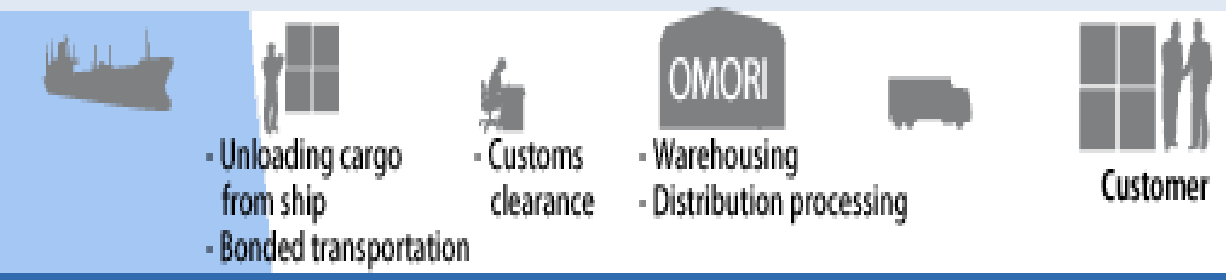 OMORI
- Unloading cargo
from ship
- Bonded transportation
- Customs
clearance
- Warehousing
- Distribution processing
Customer